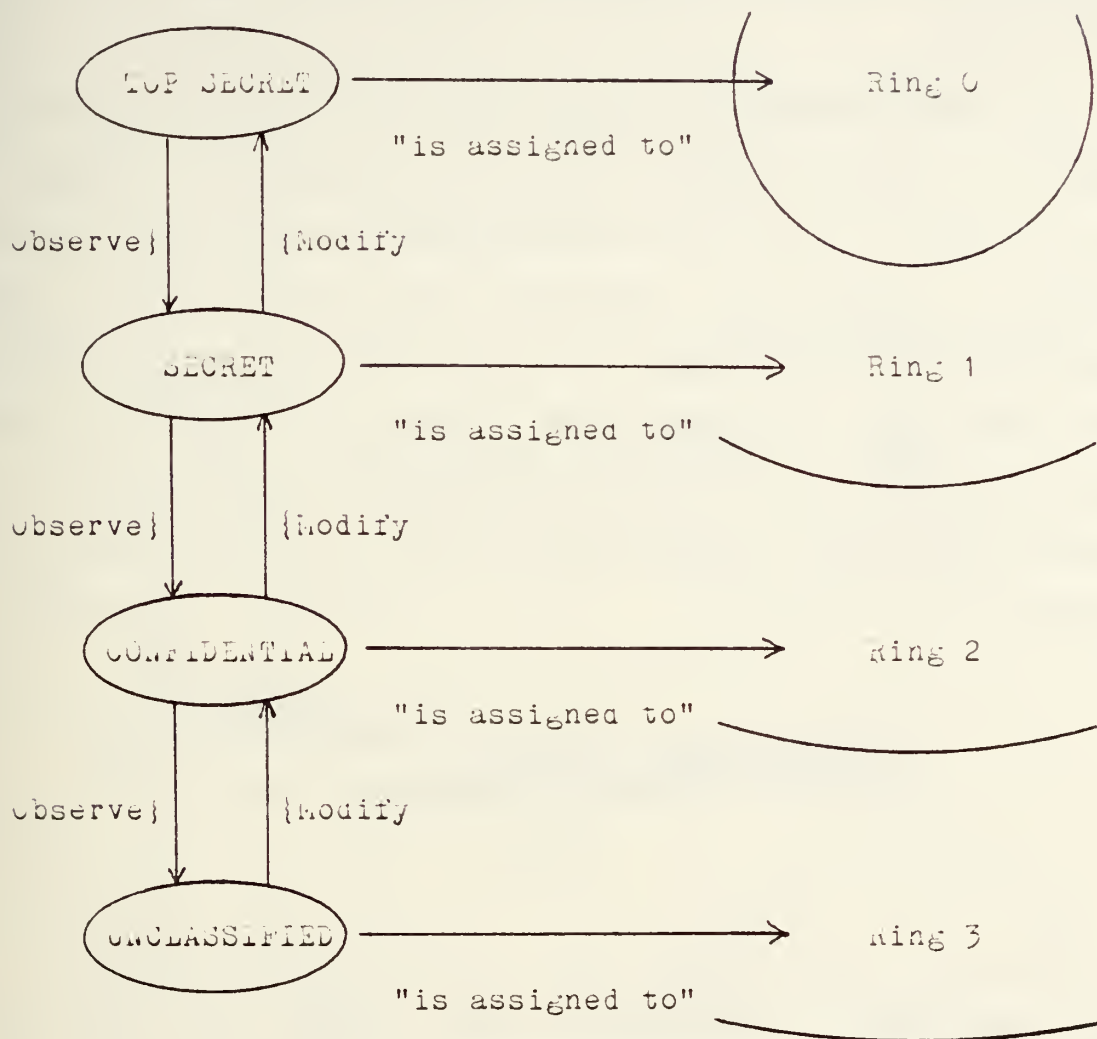 TOP SECRET
Ring 0
"is assigned to"
Observe}
{Modify
SECRET
Ring 1
"is assigned to"
Observe}
{Modify
CONFIDENTIAL
Ring 2
"is assigned to"
Observe}
{Modify
UNCLASSIFIED
Ring 3
"is assigned to"